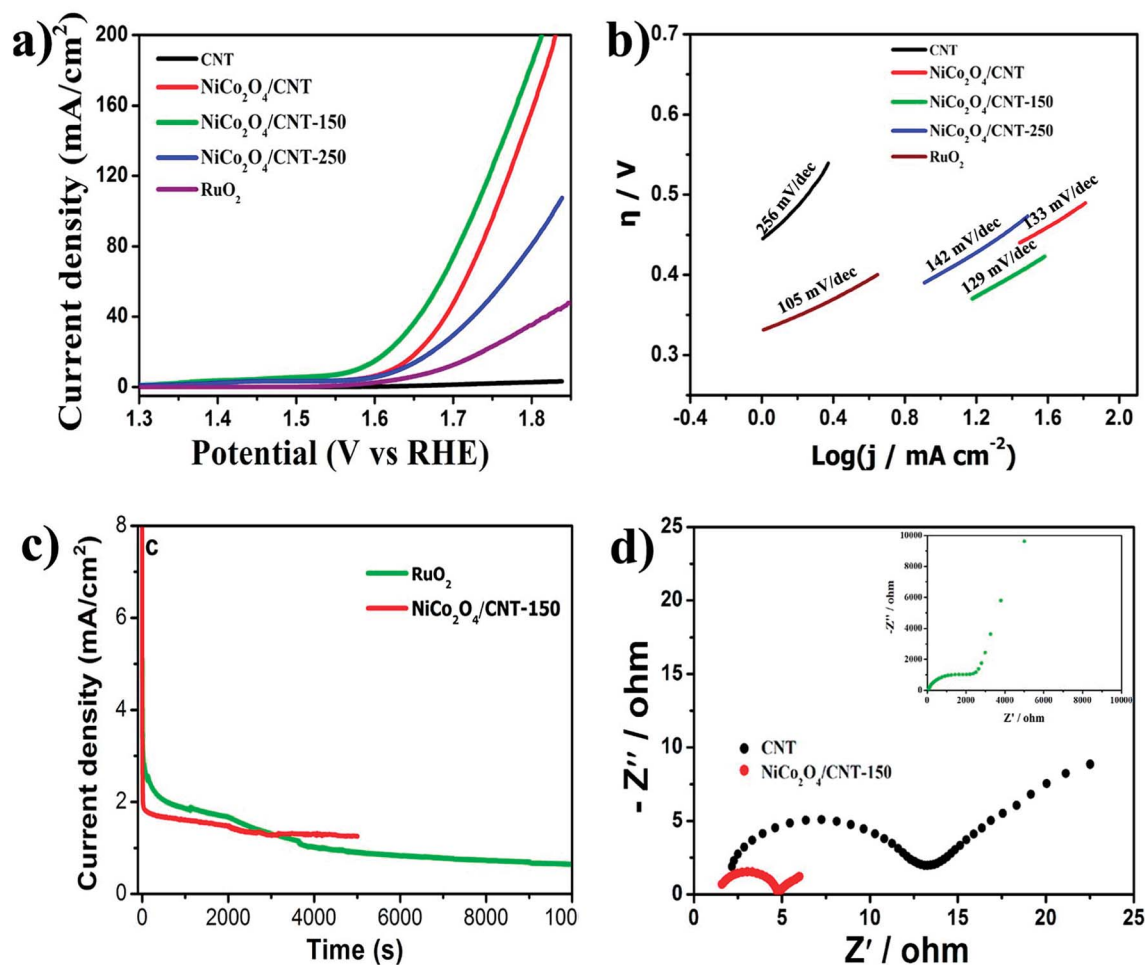 a)
Current density (mA/cm²)
200
160
120
80
40
0
CNT
NiCo₂O₄/CNT
NiCo₂O₄/CNT-150
NiCo₂O₄/CNT-250
RuO₂
1.3 1.4 1.5 1.6 1.7 1.8
Potential (V vs RHE)
b)
η / V
0.7
0.6
0.5
0.4
0.3
CNT
NiCo₂O₄/CNT
NiCo₂O₄/CNT-150
NiCo₂O₄/CNT-250
RuO₂
256 mV/dec
105 mV/dec
142 mV/dec
133 mV/dec
129 mV/dec
-0.4 0.0 0.4 0.8 1.2 1.6 2.0
Log(j / mA cm⁻²)
c)
Current density (mA/cm²)
8
6
4
2
0
C
RuO₂
NiCo₂O₄/CNT-150
0 2000 4000 6000 8000 1000
Time (s)
d)
- Z'' / ohm
25
20
15
10
5
0
-Z'' / ohm
10000
8000
6000
4000
2000
0
0 2000 4000 6000 8000 10000
Z' / ohm
CNT
NiCo₂O₄/CNT-150
0 5 10 15 20 25
Z' / ohm